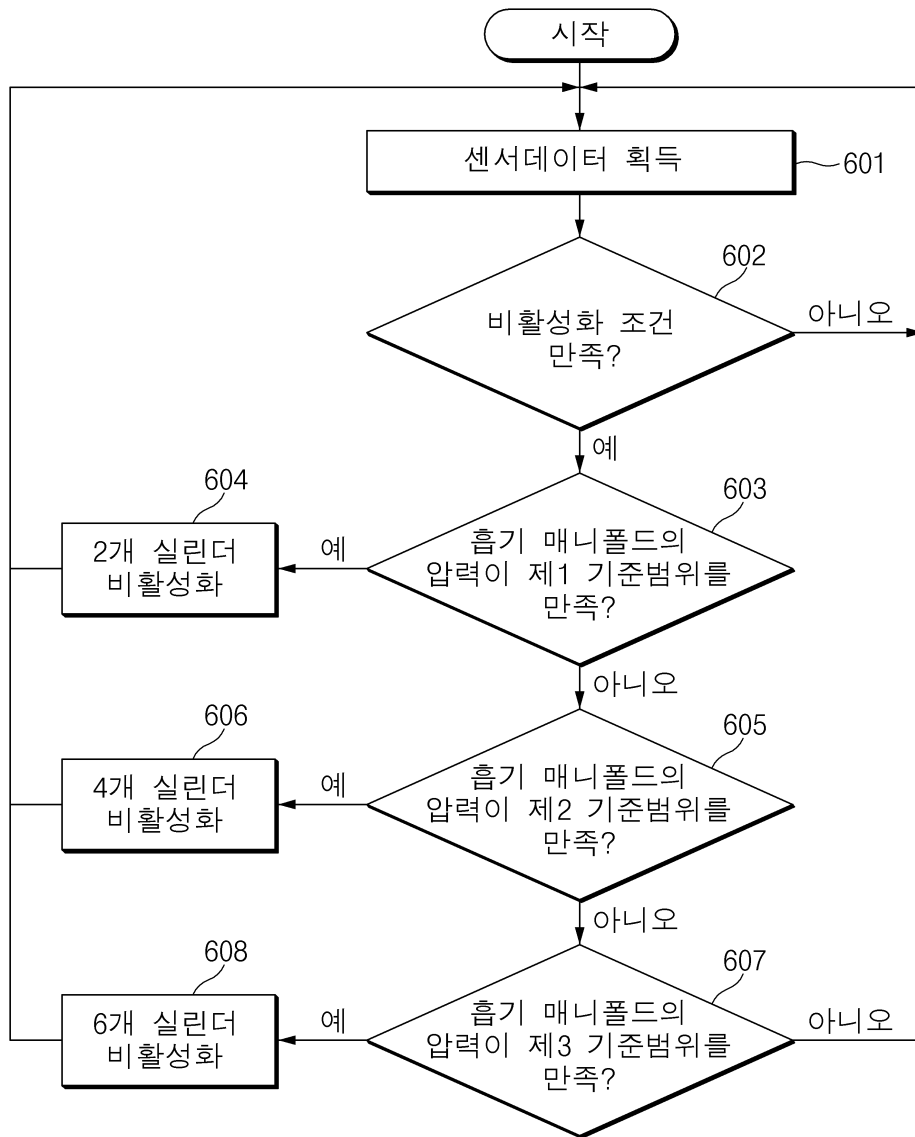 시작
센서데이터 획득
601
602
비활성화 조건
만족?
아니오
예
603
흡기 매니폴드의
압력이 제1 기준범위를
만족?
예
604
2개 실린더
비활성화
아니오
605
흡기 매니폴드의
압력이 제2 기준범위를
만족?
예
606
4개 실린더
비활성화
아니오
607
흡기 매니폴드의
압력이 제3 기준범위를
만족?
아니오
예
608
6개 실린더
비활성화